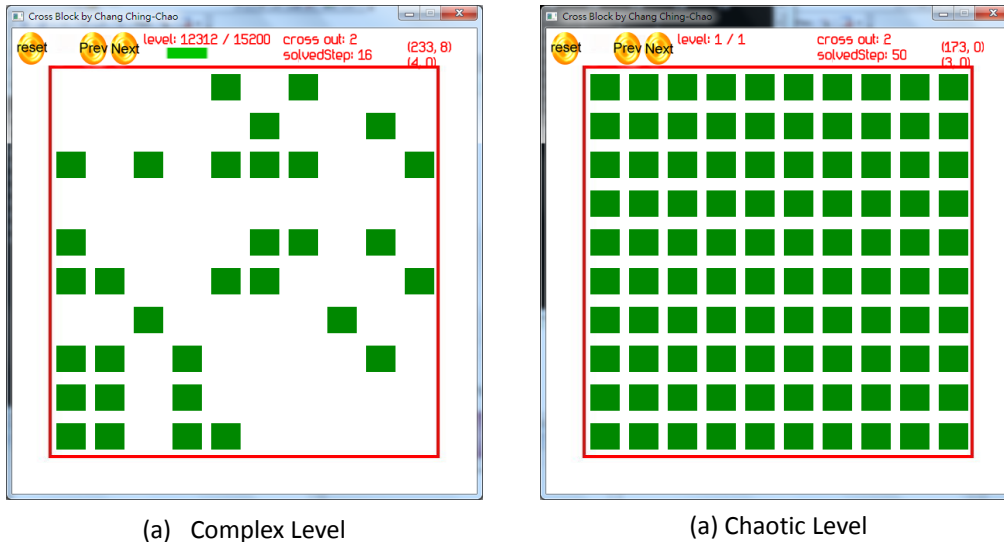 Cross Block by Chang Ching-Chao
reset
Prev Next
level: 12312 / 15200
cross out: 2
solvedStep: 16
(233, 8)
(4, 0)
Cross Block by Chang Ching-Chao
reset
Prev Next
level: 1 / 1
cross out: 2
solvedStep: 50
(173, 0)
(3, 0)
(a) Complex Level
(a) Chaotic Level